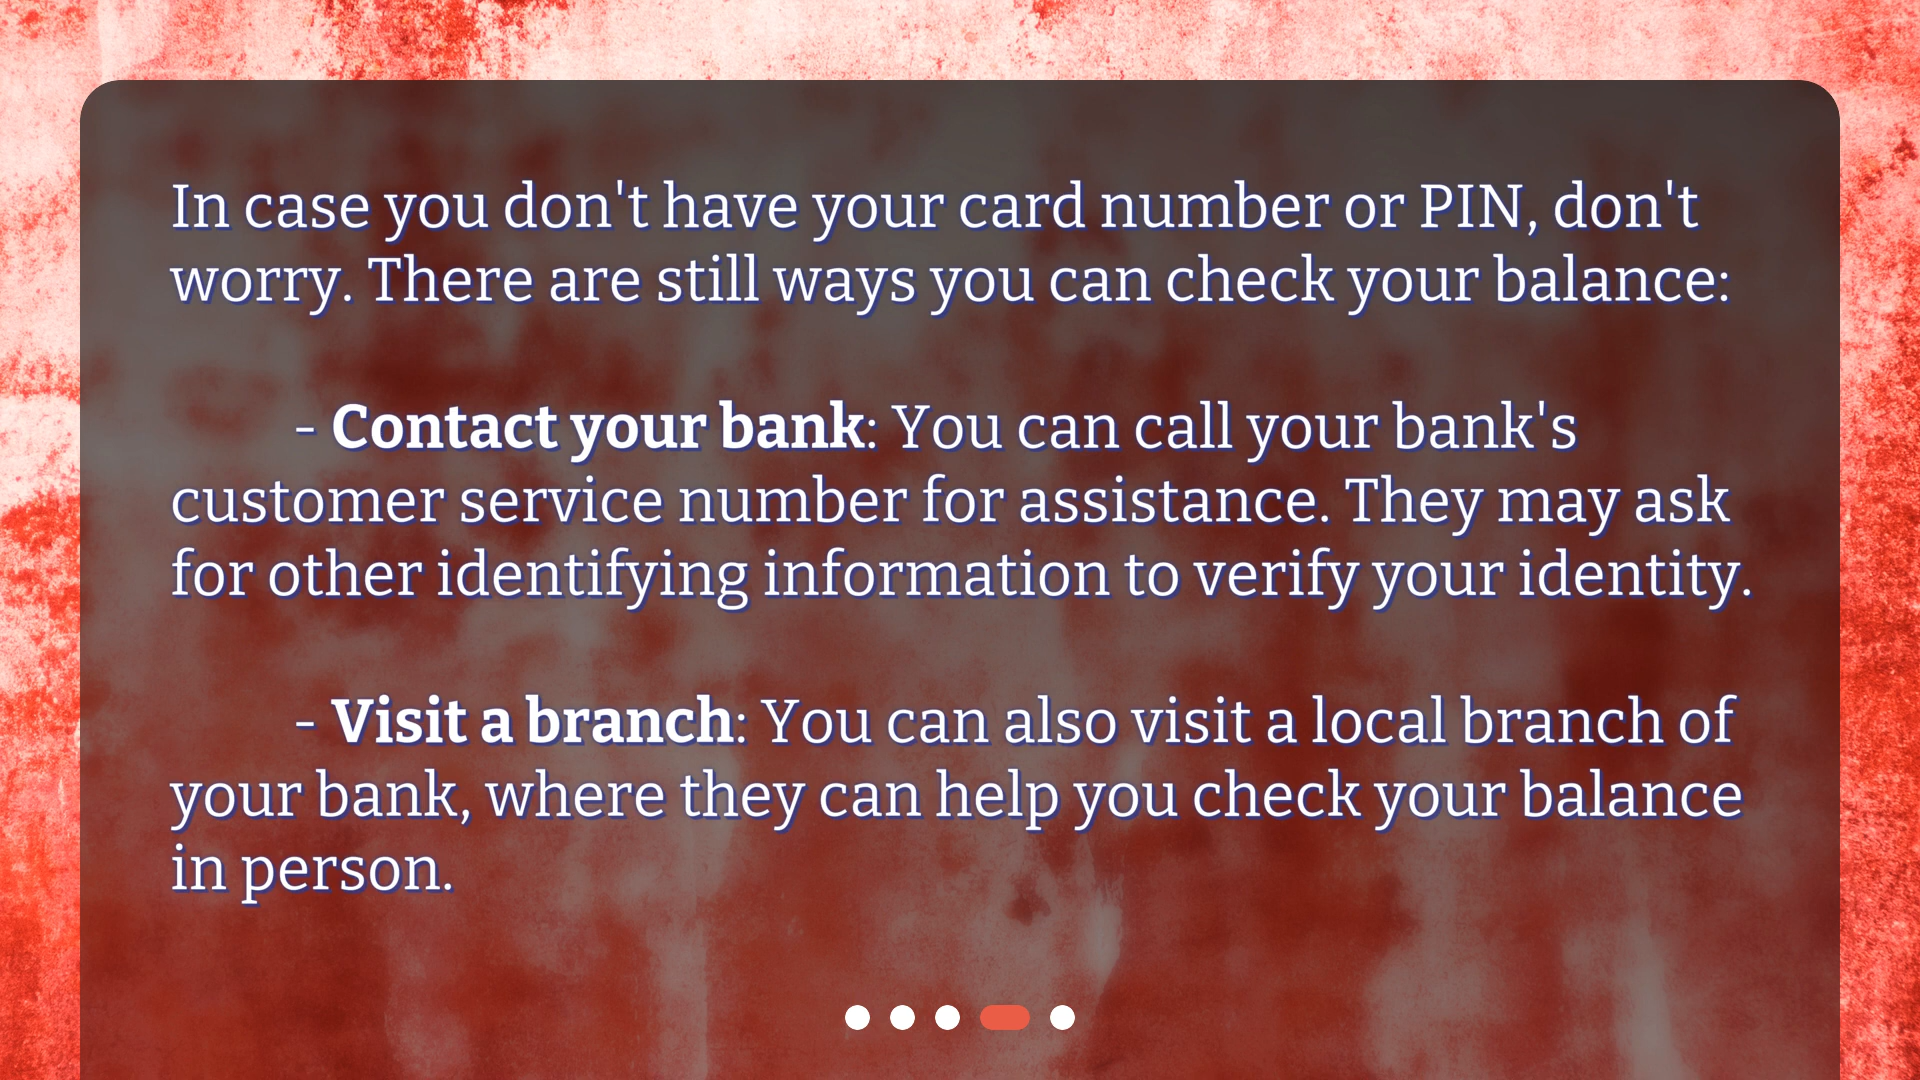 In case you don't have your card number or PIN, don't
worry. There are still ways you can check your balance:
- Contact your bank: You can call your bank's
customer service number for assistance. They may ask
for other identifying information to verify your identity.
- Visit a branch: You can also visit a local branch of
your bank, where they can help you check your balance
in person.